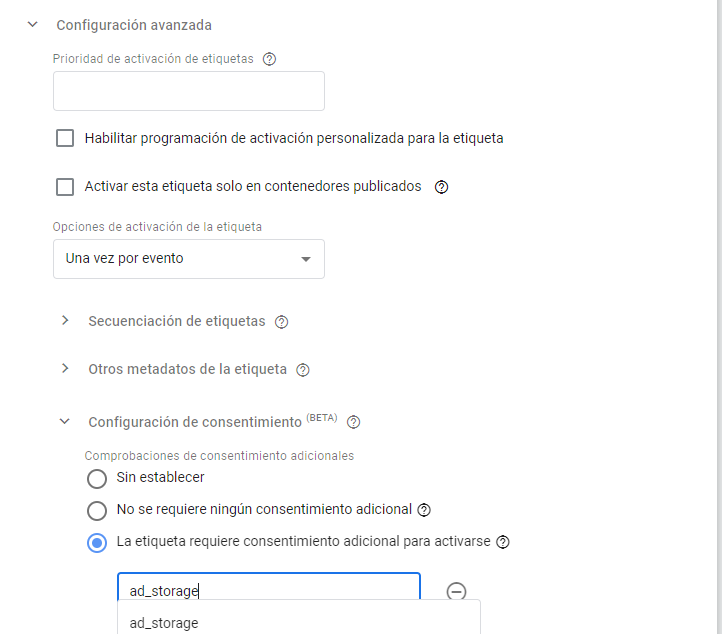 Configuración avanzada
Prioridad de activación de etiquetas
Habilitar programación de activación personalizada para la etiqueta
Activar esta etiqueta solo en contenedores publicados
Opciones de activación de la etiqueta
Una vez por evento
Secuenciación de etiquetas
Otros metadatos de la etiqueta
Configuración de consentimiento (BETA)
Comprobaciones de consentimiento adicionales
Sin establecer
No se requiere ningún consentimiento adicional
La etiqueta requiere consentimiento adicional para activarse
ad_storage
ad_storage